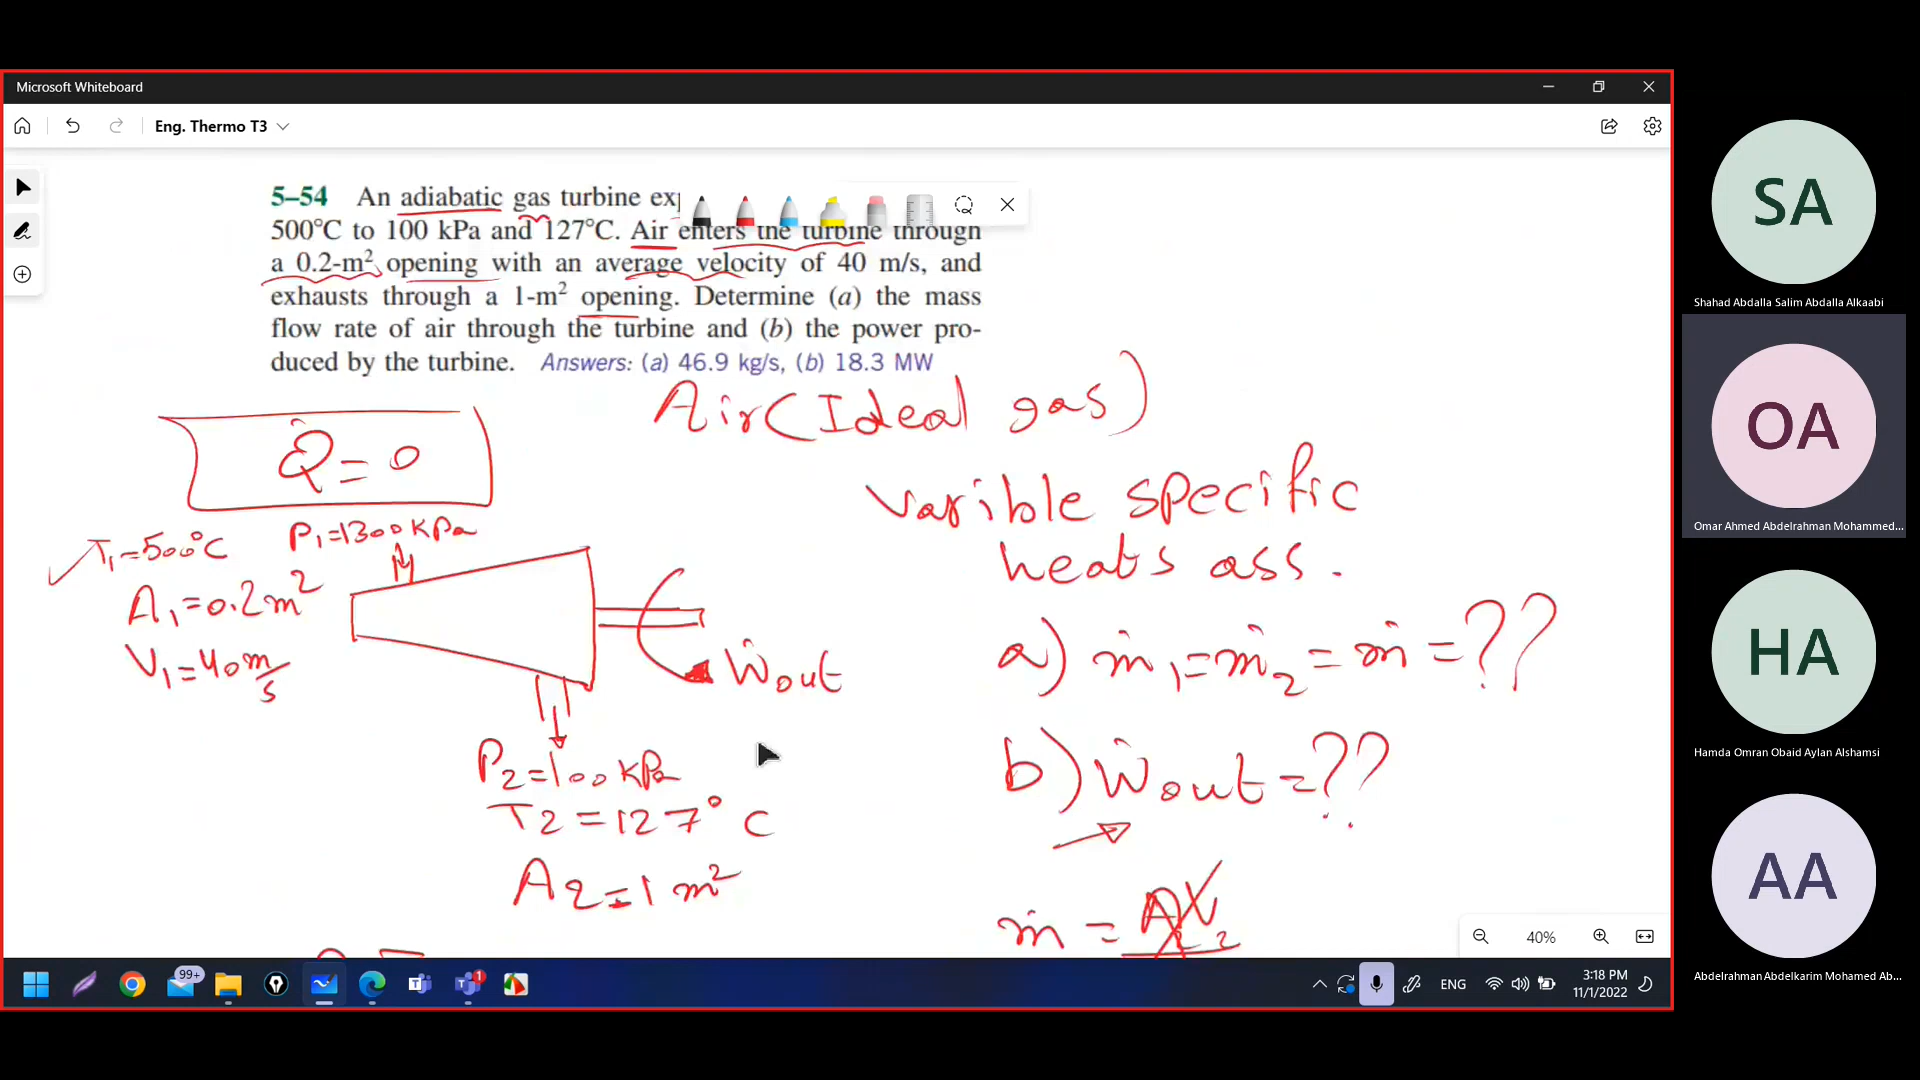 Microsoft Whiteboard
Eng. Thermo T3
5–54 An adiabatic gas turbine
500°C to 100 kPa and 127°C. Air enters the turbine through
a 0.2-m² opening with an average velocity of 40 m/s, and
exhausts through a 1-m² opening. Determine (a) the mass
flow rate of air through the turbine and (b) the power pro-
duced by the turbine. Answers: (a) 46.9 kg/s, (b) 18.3 MW
Air (Ideal gas)
Q̇ = 0
varible specific
heats ass.
P₁=1300 kPa
T₁=500°C
A₁=0.2m²
V₁=40 m/s
Ẇout
a) ṁ₁=ṁ₂=ṁ=??
b) Ẇout=??
P₂=100 kPa
T₂=127°C
A₂=1 m²
ṁ =
40%
99+
1
ENG
3:18 PM
11/1/2022
SA
Shahad Abdalla Salim Abdalla Alkaabi
OA
Omar Ahmed Abdelrahman Mohammed...
HA
Hamda Omran Obaid Aylan Alshamsi
AA
Abdelrahman Abdelkarim Mohamed Ab...